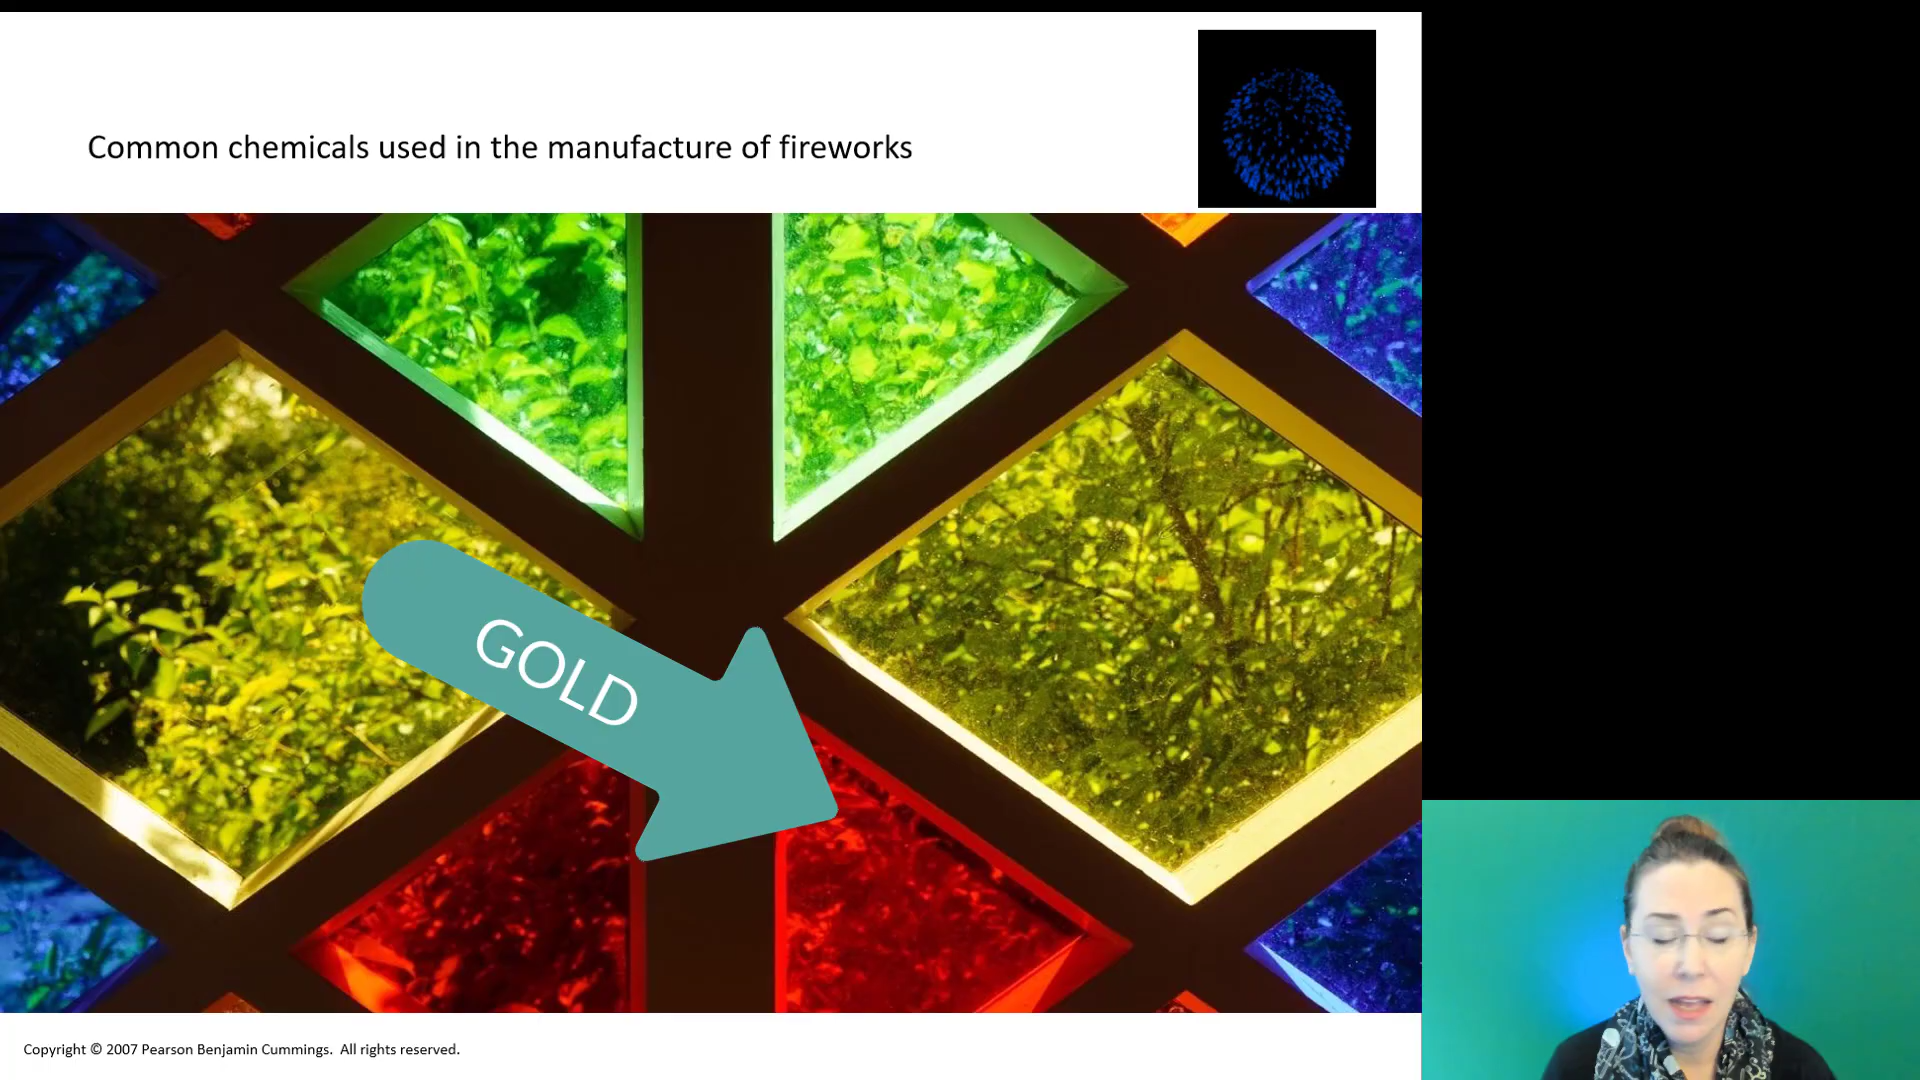 Common chemicals used in the manufacture of fireworks
GOLD
Copyright © 2007 Pearson Benjamin Cummings. All rights reserved.